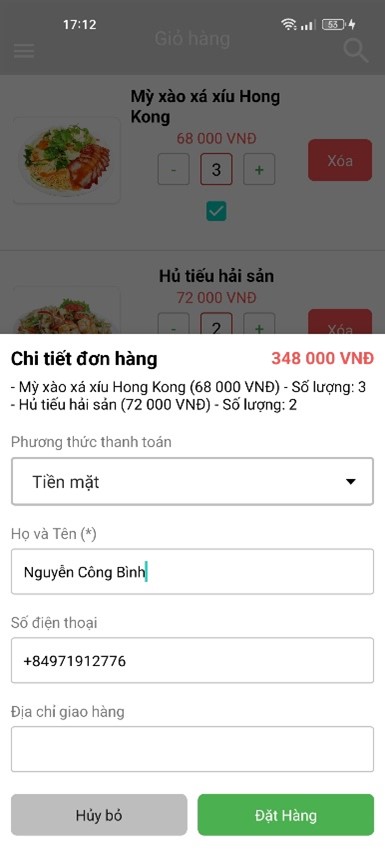 17:12
53
Giỏ hàng
Mỳ xào xá xíu Hong
Kong
68 000 VNĐ
- 3 +
Xóa
Hủ tiếu hải sản
72 000 VNĐ
- 2 +
Xóa
Chi tiết đơn hàng 348 000 VNĐ
- Mỳ xào xá xíu Hong Kong (68 000 VNĐ) - Số lượng: 3
- Hủ tiếu hải sản (72 000 VNĐ) - Số lượng: 2
Phương thức thanh toán
Tiền mặt
Họ và Tên (*)
Nguyễn Công Bình
Số điện thoại
+84971912776
Địa chỉ giao hàng
Hủy bỏ Đặt Hàng